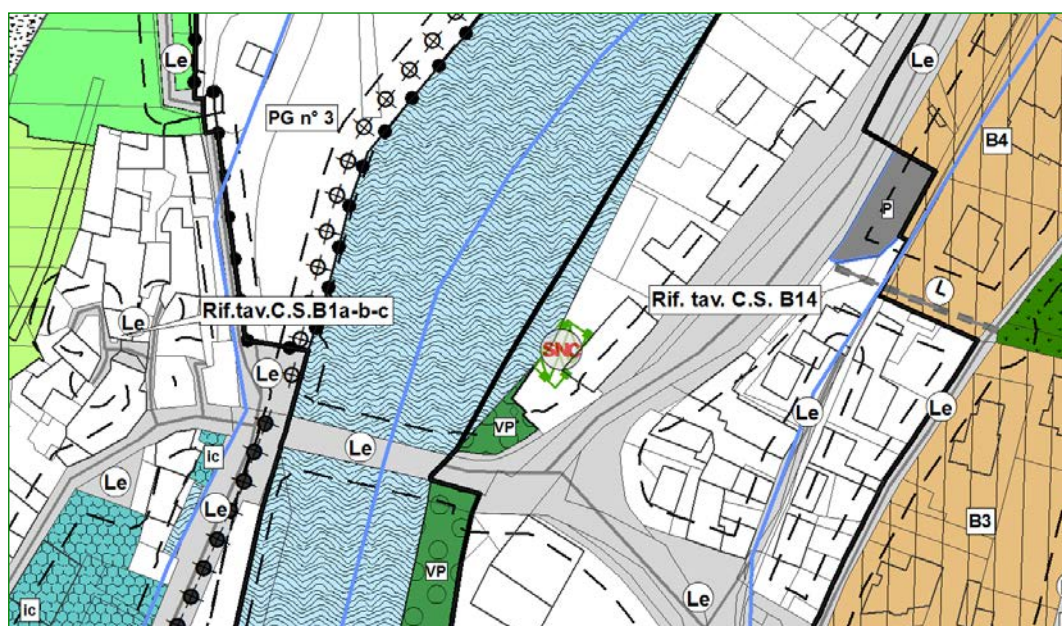 Le
Le
PG n° 3
B4
P
L
Rif. tav. C.S. B14
Rif.tav.C.S.B1a-b-c
Le
SNC
Le
Le
Le
VP
Le
ic
Le
Le
B3
VP
Le
ic